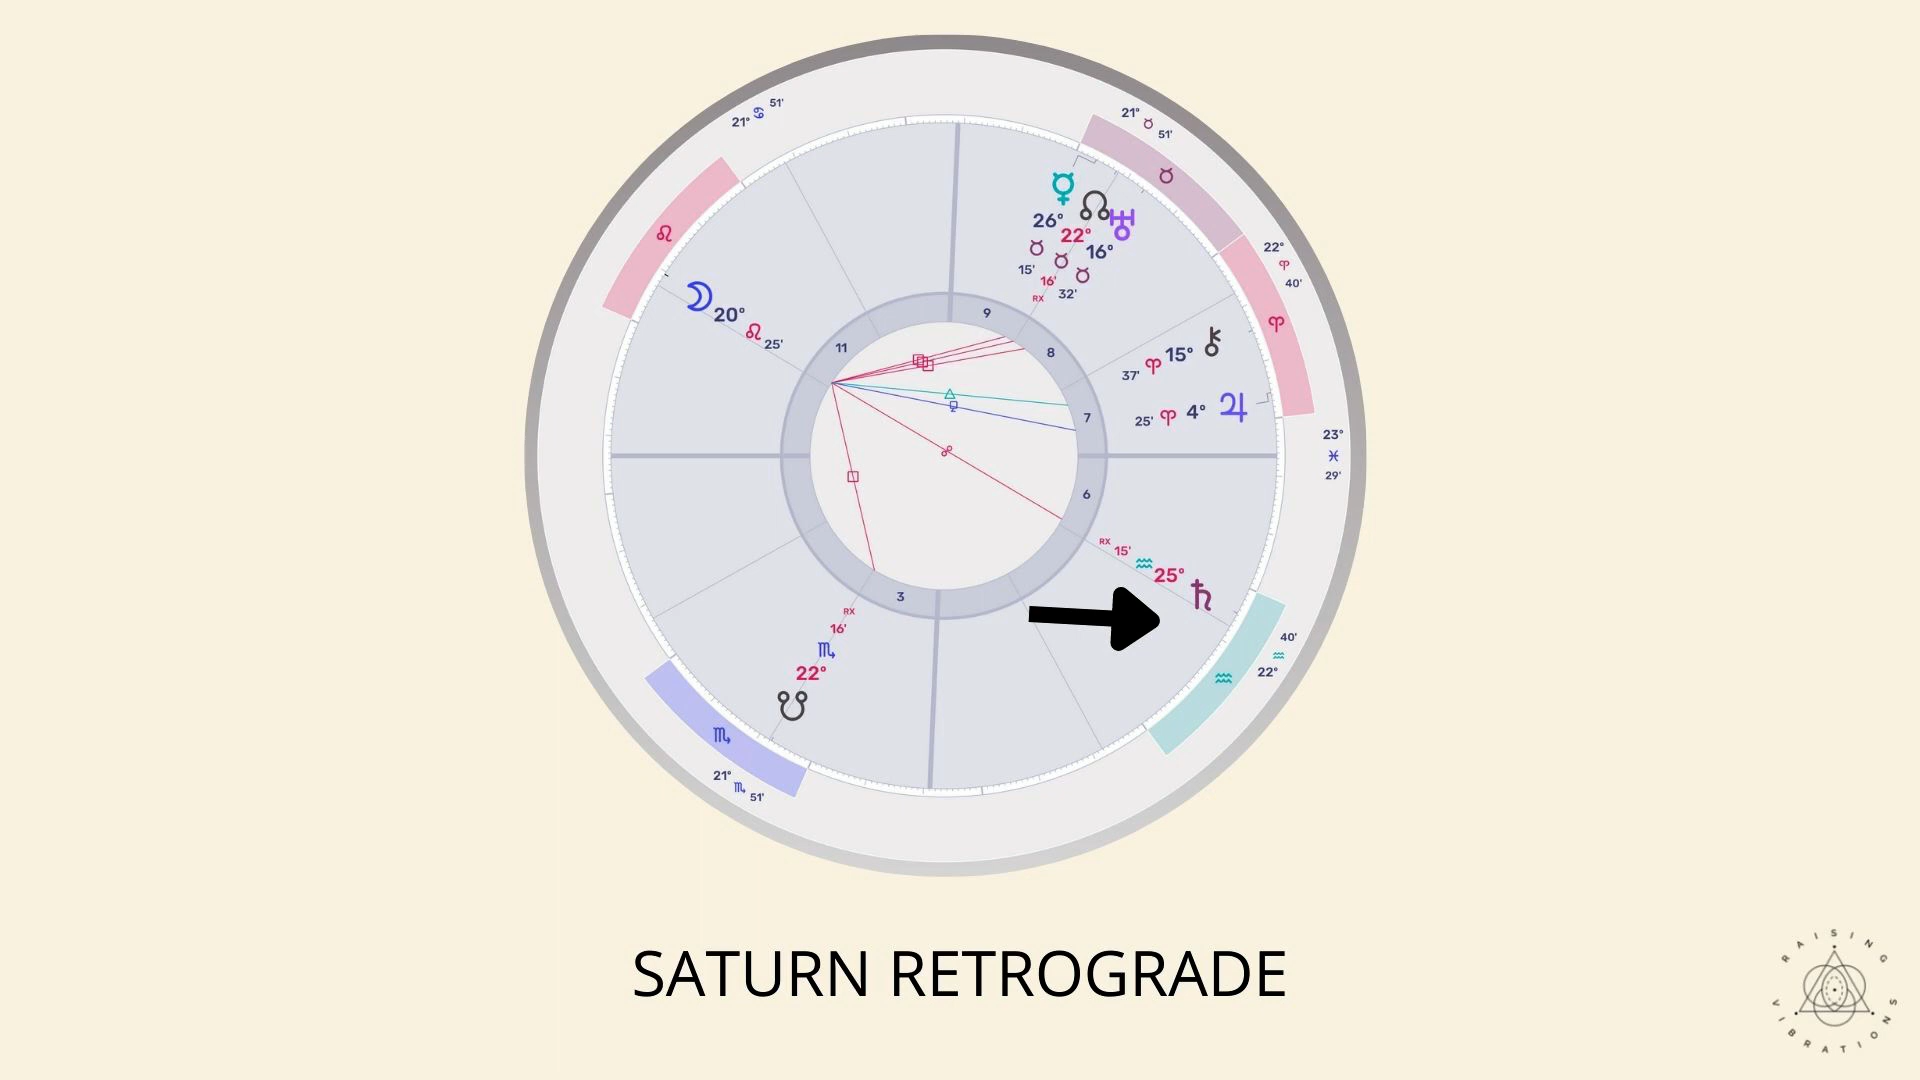 21° ♋ 51'
21° ♉ 51'
♉
♌
☿ ☊ ♅
26° 22° 16°
♉ ♉ ♉
15' 16' 32'
RX
22° ♈ 40'
♈
☽ 20° ♌ 25'
9
11
8
37' ♈ 15° ⚷
25' ♈ 4° ♃
7
23°
♓
29'
6
RX 15' ♒ 25° ♄
3
RX
16'
♏
22°
☋
40'
♒
22°
♒
♏
21° ♏ 51'
SATURN RETROGRADE
RAISING
VIBRATIONS